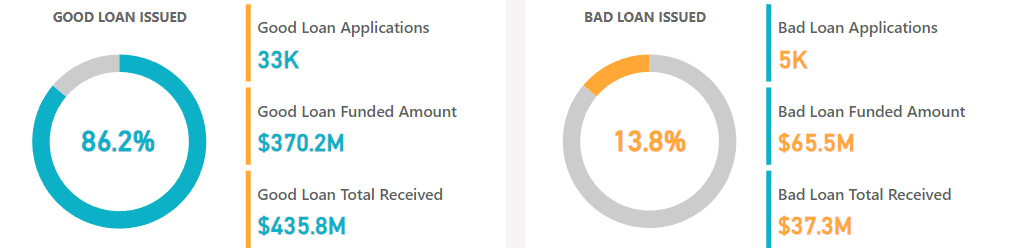 GOOD LOAN ISSUED
86.2%
Good Loan Applications
33K
Good Loan Funded Amount
$370.2M
Good Loan Total Received
$435.8M
BAD LOAN ISSUED
13.8%
Bad Loan Applications
5K
Bad Loan Funded Amount
$65.5M
Bad Loan Total Received
$37.3M